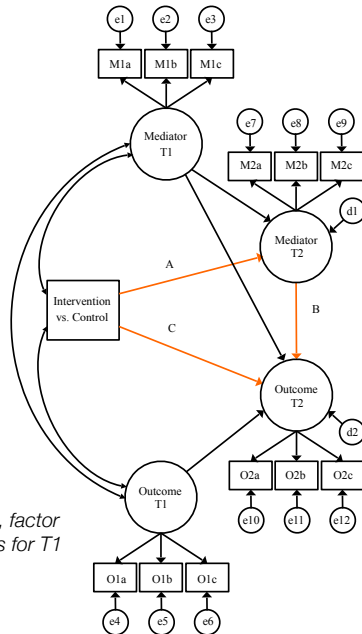 e1
e2
e3
M1a
M1b
M1c
Mediator
T1
e7
e8
e9
M2a
M2b
M2c
d1
Mediator
T2
A
Intervention
vs. Control
B
C
Outcome
T2
d2
O2a
O2b
O2c
e10
e11
e12
Outcome
T1
, factor
s for T1
O1a
O1b
O1c
e4
e5
e6